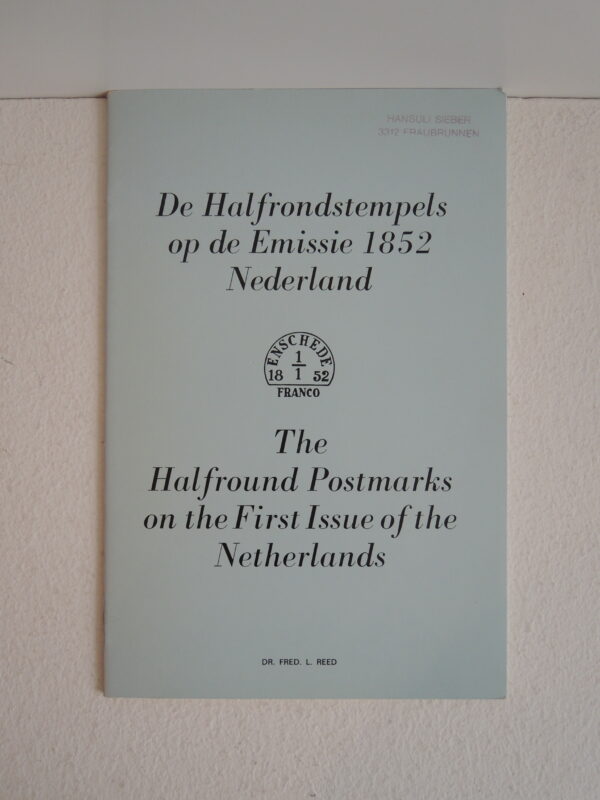 HANSULI SIEBER
3312 FRAUBRUNNEN
De Halfrondstempels
op de Emissie 1852
Nederland
ENSCHEDE
1
18 1 52
FRANCO
The
Halfround Postmarks
on the First Issue of the
Netherlands
DR. FRED. L. REED